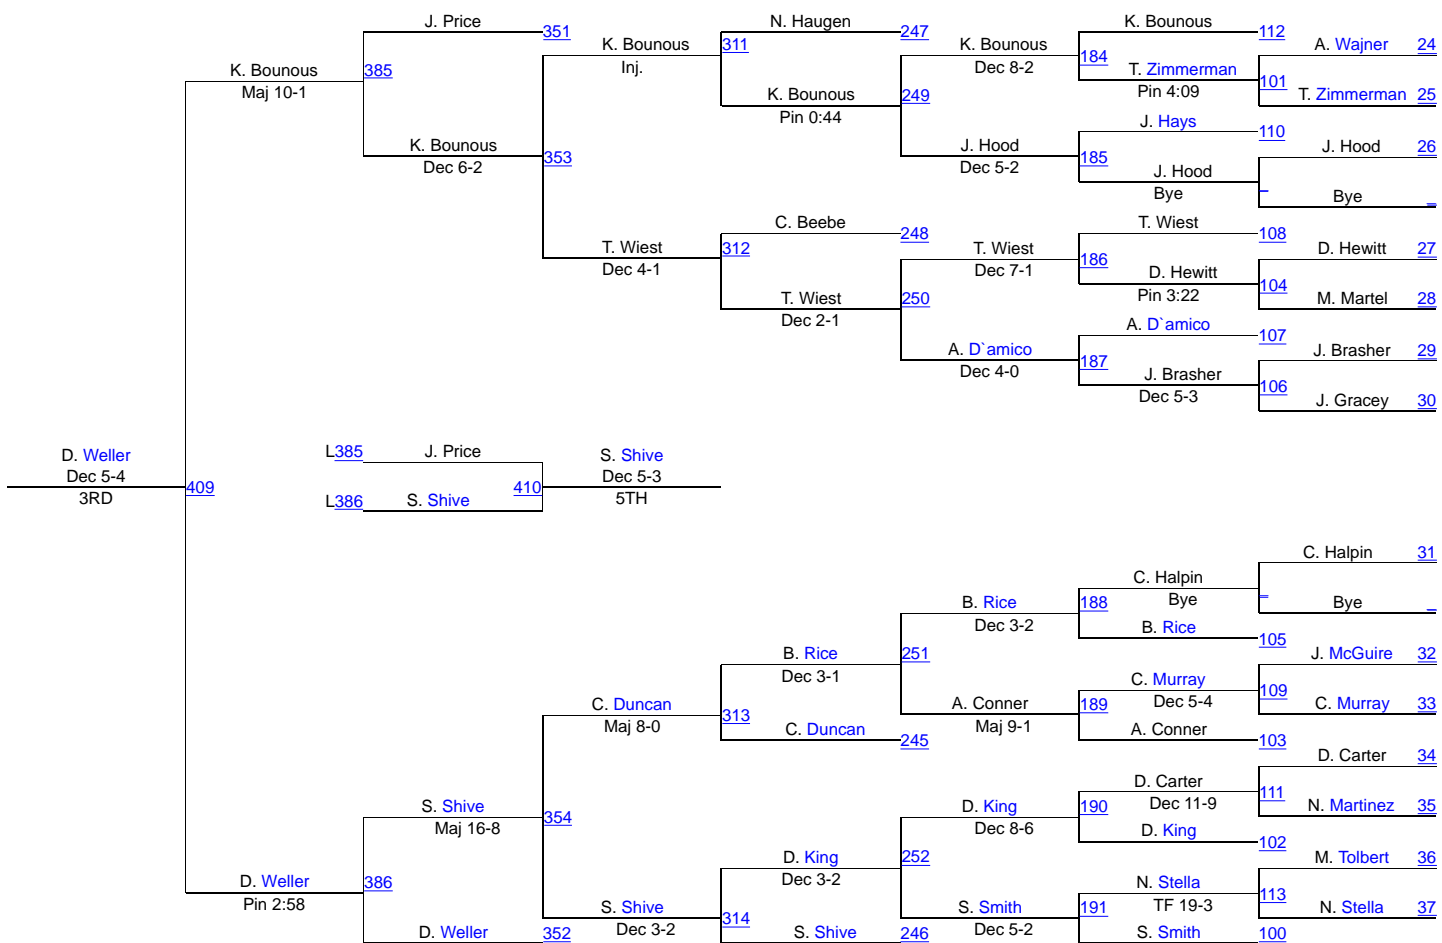 J. Price
351
N. Haugen
247
K. Bounous
112
K. Bounous
Inj.
311
K. Bounous
Dec 8-2
184
A. Wajner
24
K. Bounous
Maj 10-1
385
T. Zimmerman
Pin 4:09
101
T. Zimmerman
25
K. Bounous
Pin 0:44
249
J. Hays
110
K. Bounous
Dec 6-2
353
J. Hood
Dec 5-2
185
J. Hood
26
J. Hood
Bye
_
Bye
_
C. Beebe
248
T. Wiest
108
T. Wiest
Dec 4-1
312
T. Wiest
Dec 7-1
186
D. Hewitt
27
D. Hewitt
Pin 3:22
104
T. Wiest
Dec 2-1
250
M. Martel
28
A. D`amico
107
A. D`amico
Dec 4-0
187
J. Brasher
29
J. Brasher
Dec 5-3
106
J. Gracey
30
D. Weller
Dec 5-4
3RD
409
L385
J. Price
L386
S. Shive
410
S. Shive
Dec 5-3
5TH
C. Halpin
31
C. Halpin
Bye
_
B. Rice
Dec 3-2
188
Bye
_
B. Rice
105
B. Rice
Dec 3-1
251
J. McGuire
32
C. Murray
Dec 5-4
109
C. Duncan
Maj 8-0
313
A. Conner
Maj 9-1
189
C. Murray
33
C. Duncan
245
A. Conner
103
D. Carter
34
D. Carter
Dec 11-9
111
S. Shive
Maj 16-8
354
D. King
Dec 8-6
190
N. Martinez
35
D. King
102
D. King
Dec 3-2
252
M. Tolbert
36
D. Weller
Pin 2:58
386
N. Stella
TF 19-3
113
S. Shive
Dec 3-2
314
S. Smith
Dec 5-2
191
N. Stella
37
D. Weller
352
S. Shive
246
S. Smith
100